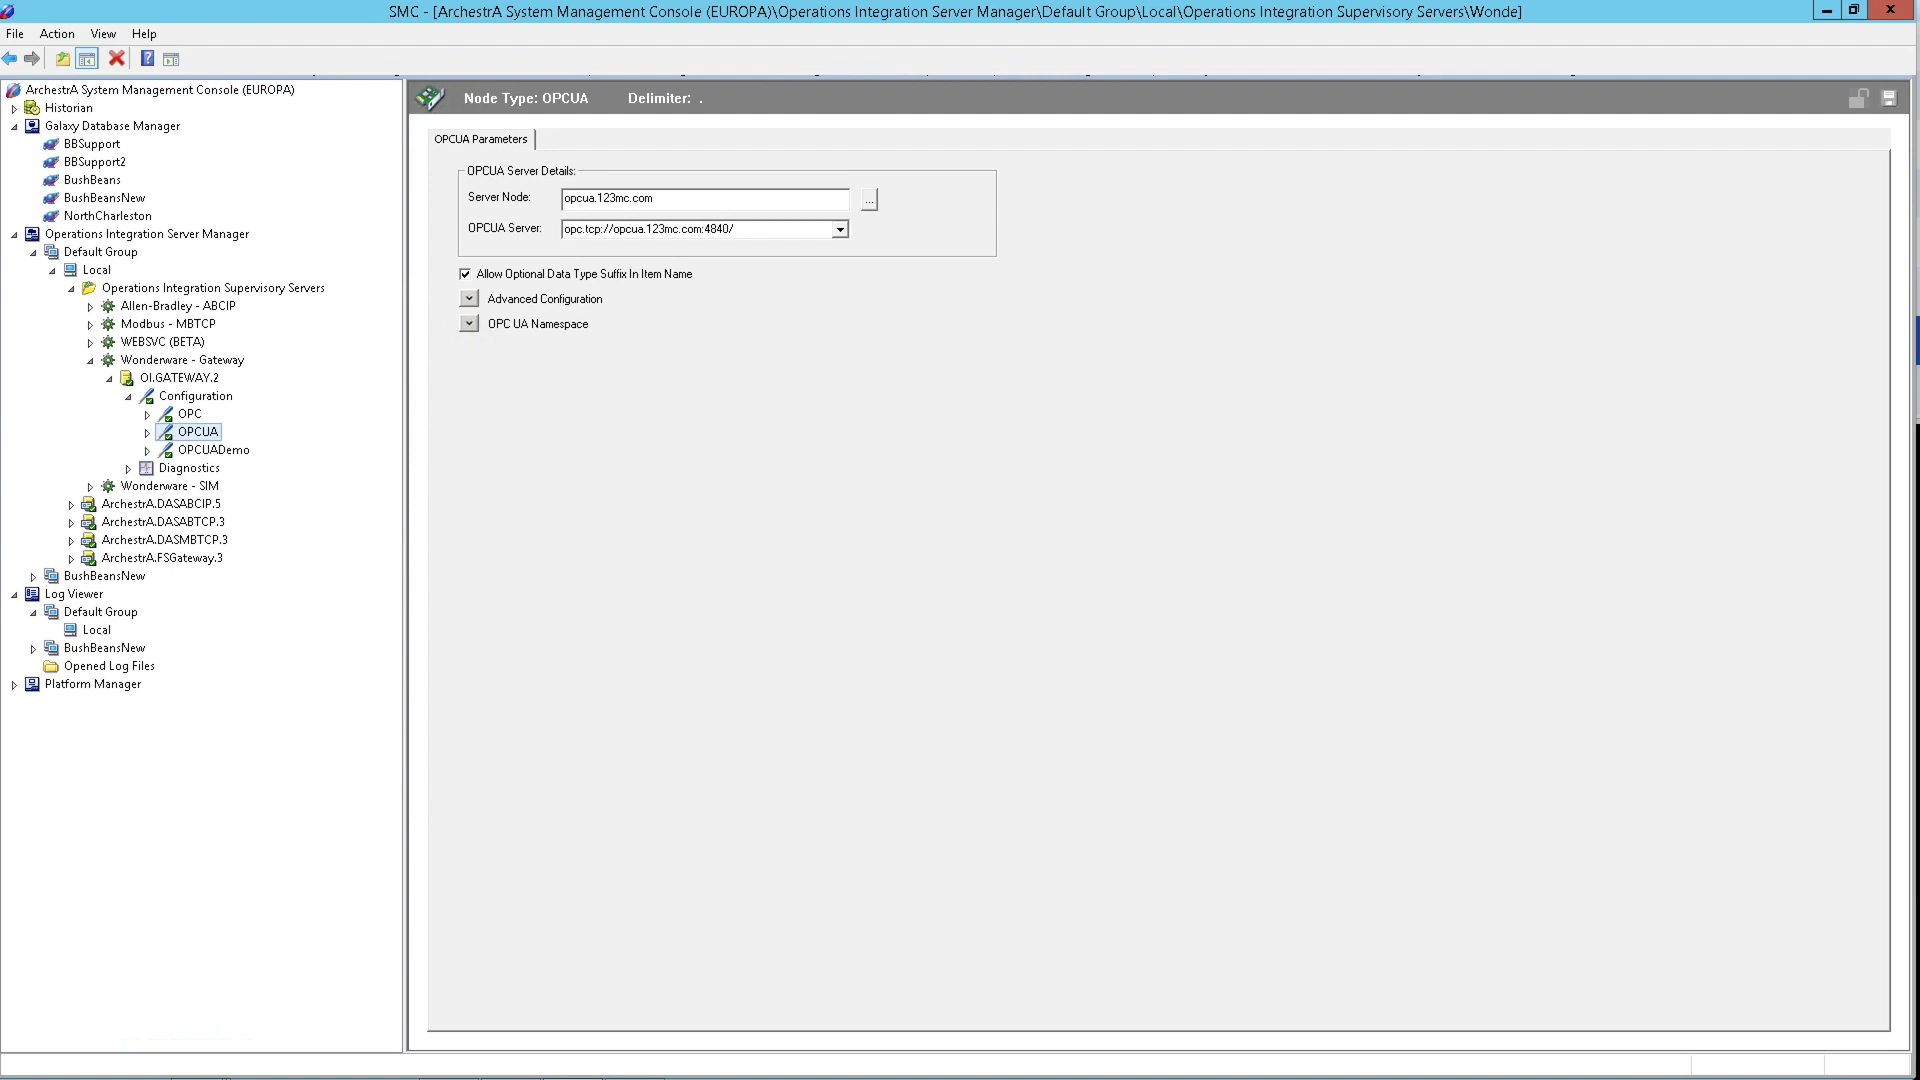 SMC - [ArchestrA System Management Console (EUROPA)\Operations Integration Server Manager\Default Group\Local\Operations Integration Supervisory Servers\Wonde]
File Action View Help
ArchestrA System Management Console (EUROPA)
Historian
Galaxy Database Manager
BBSupport
BBSupport2
BushBeans
BushBeansNew
NorthCharleston
Operations Integration Server Manager
Default Group
Local
Operations Integration Supervisory Servers
Allen-Bradley - ABCIP
Modbus - MBTCP
WEBSVC (BETA)
Wonderware - Gateway
OI.GATEWAY.2
Configuration
OPC
OPCUA
OPCUADemo
Diagnostics
Wonderware - SIM
ArchestrA.DASABCIP.5
ArchestrA.DASABTCP.3
ArchestrA.DASMBTCP.3
ArchestrA.FSGateway.3
BushBeansNew
Log Viewer
Default Group
Local
BushBeansNew
Opened Log Files
Platform Manager
Node Type: OPCUA Delimiter: .
OPCUA Parameters
OPCUA Server Details:
Server Node: opcua.123mc.com ...
OPCUA Server: opc.tcp://opcua.123mc.com:4840/
Allow Optional Data Type Suffix In Item Name
Advanced Configuration
OPC UA Namespace